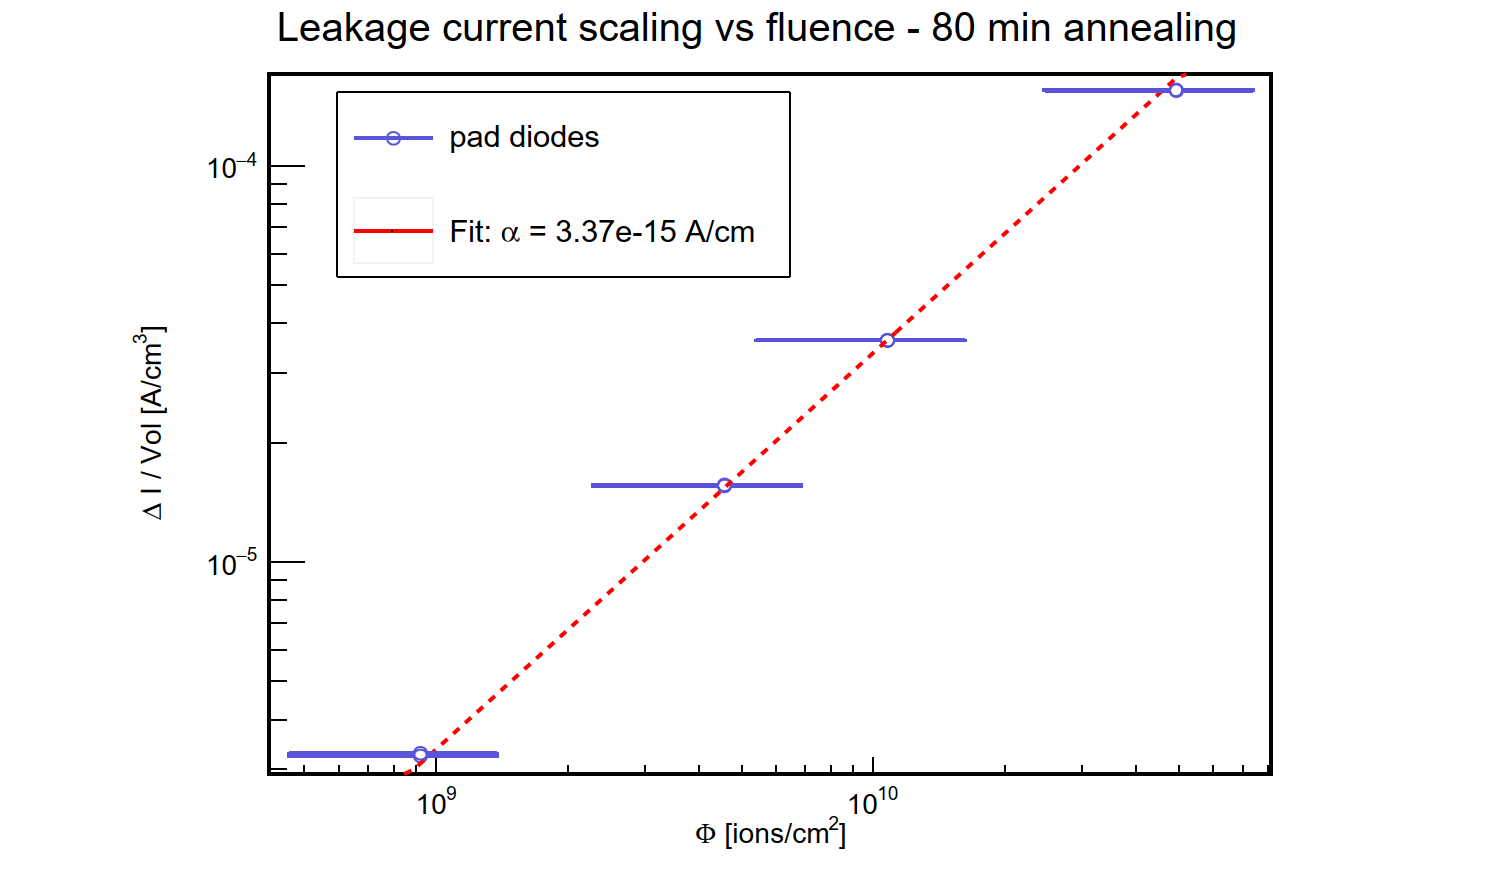 Leakage current scaling vs fluence - 80 min annealing
pad diodes
Fit: α = 3.37e-15 A/cm
10⁻⁴
10⁻⁵
Δ I / Vol [A/cm³]
10⁹
10¹⁰
Φ [ions/cm²]